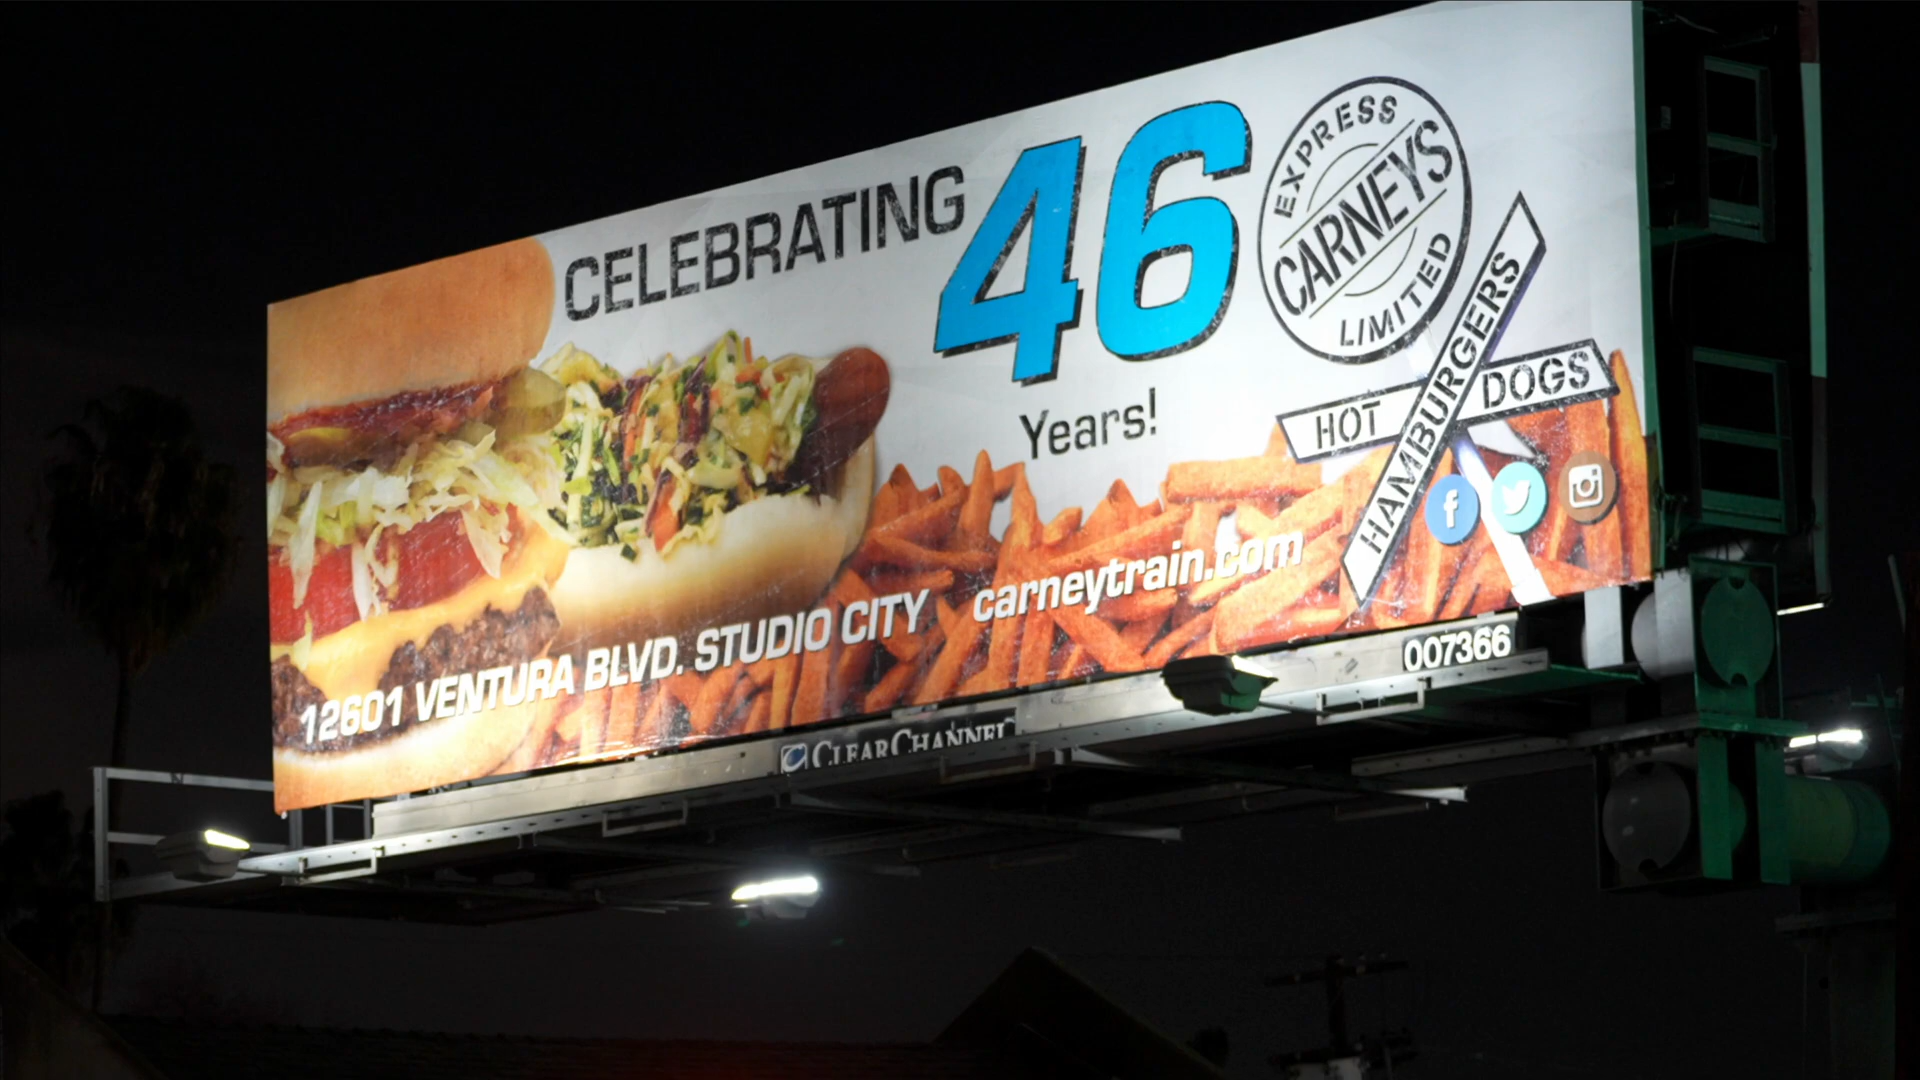 CELEBRATING 46
Years!
EXPRESS
CARNEYS
LIMITED
HOT DOGS
HAMBURGERS
f
12601 VENTURA BLVD. STUDIO CITY carneytrain.com
007366
CLEARCHANNEL